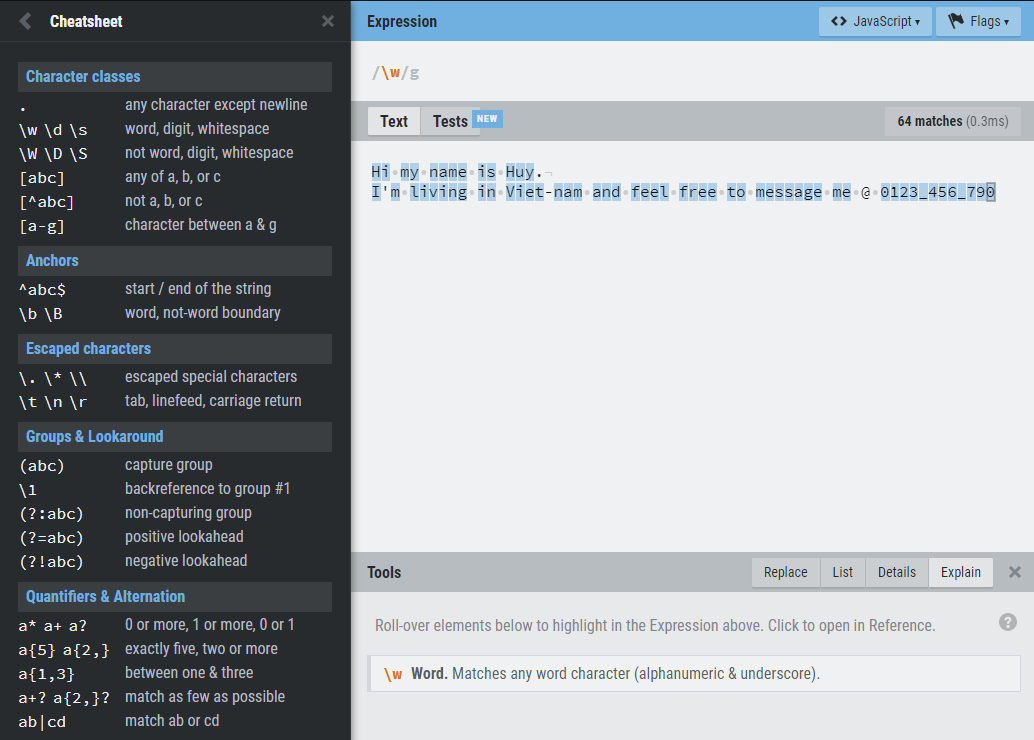 Cheatsheet
Character classes
. any character except newline
\w \d \s word, digit, whitespace
\W \D \S not word, digit, whitespace
[abc] any of a, b, or c
[^abc] not a, b, or c
[a-g] character between a & g
Anchors
^abc$ start / end of the string
\b \B word, not-word boundary
Escaped characters
\. \* \\ escaped special characters
\t \n \r tab, linefeed, carriage return
Groups & Lookaround
(abc) capture group
\1 backreference to group #1
(?:abc) non-capturing group
(?=abc) positive lookahead
(?!abc) negative lookahead
Quantifiers & Alternation
a* a+ a? 0 or more, 1 or more, 0 or 1
a{5} a{2,} exactly five, two or more
a{1,3} between one & three
a+? a{2,}? match as few as possible
ab|cd match ab or cd
Expression
<> JavaScript ▾ Flags ▾
/\w/g
Text Tests NEW 64 matches (0.3ms)
Hi my name is Huy.
I'm living in Viet-nam and feel free to message me @ 0123_456_790
Tools Replace List Details Explain
Roll-over elements below to highlight in the Expression above. Click to open in Reference. ?
\w Word. Matches any word character (alphanumeric & underscore).